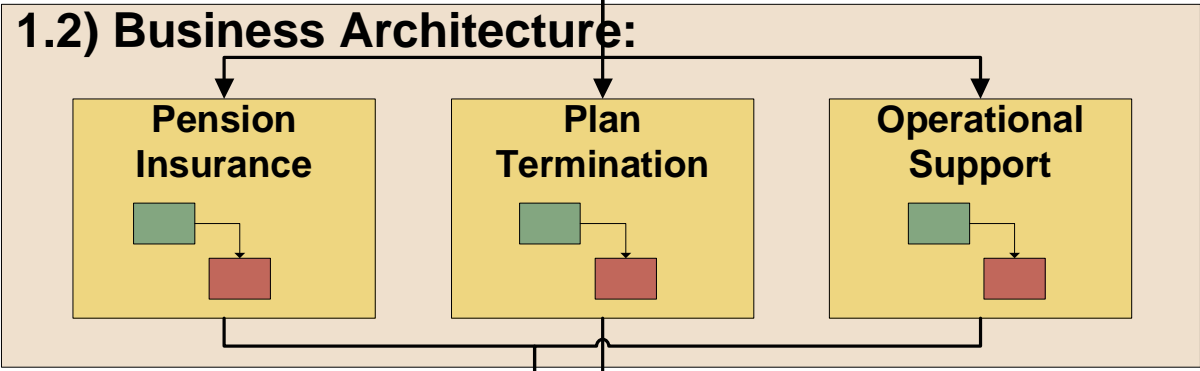 1.2) Business Architecture:
Pension
Insurance
Plan
Termination
Operational
Support